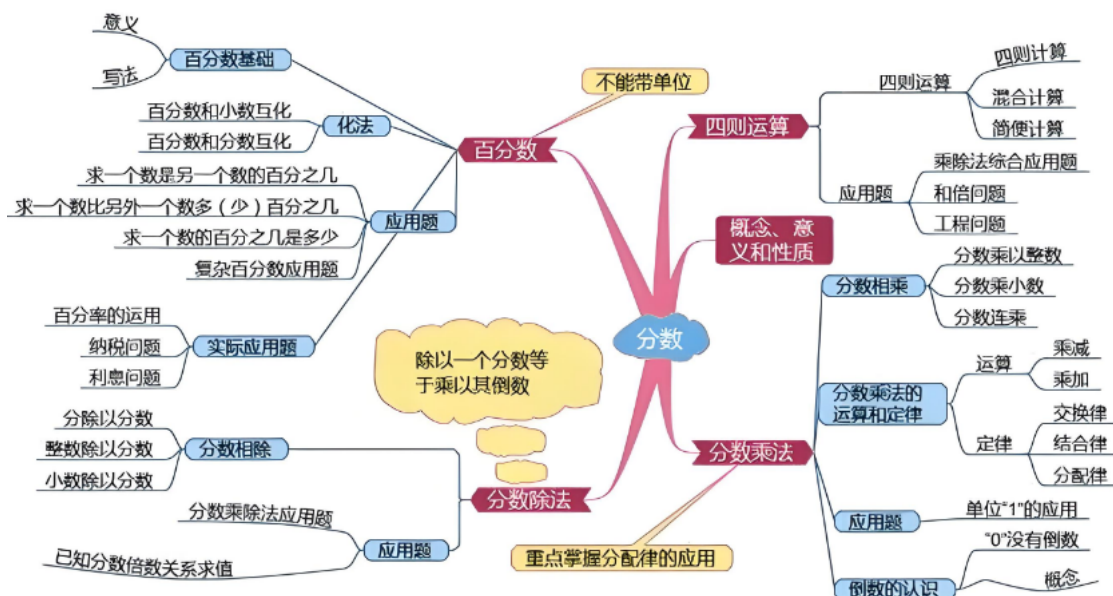 分数
百分数
不能带单位
百分数基础
意义
写法
化法
百分数和小数互化
百分数和分数互化
应用题
求一个数是另一个数的百分之几
求一个数比另外一个数多（少）百分之几
求一个数的百分之几是多少
复杂百分数应用题
实际应用题
百分率的运用
纳税问题
利息问题
除以一个分数等
于乘以其倒数
分数除法
分数相除
分除以分数
整数除以分数
小数除以分数
应用题
分数乘除法应用题
已知分数倍数关系求值
四则运算
四则运算
四则计算
混合计算
简便计算
应用题
乘除法综合应用题
和倍问题
工程问题
概念、意
义和性质
分数乘法
重点掌握分配律的应用
分数相乘
分数乘以整数
分数乘小数
分数连乘
分数乘法的
运算和定律
运算
乘减
乘加
定律
交换律
结合律
分配律
应用题
单位“1”的应用
倒数的认识
“0”没有倒数
概念